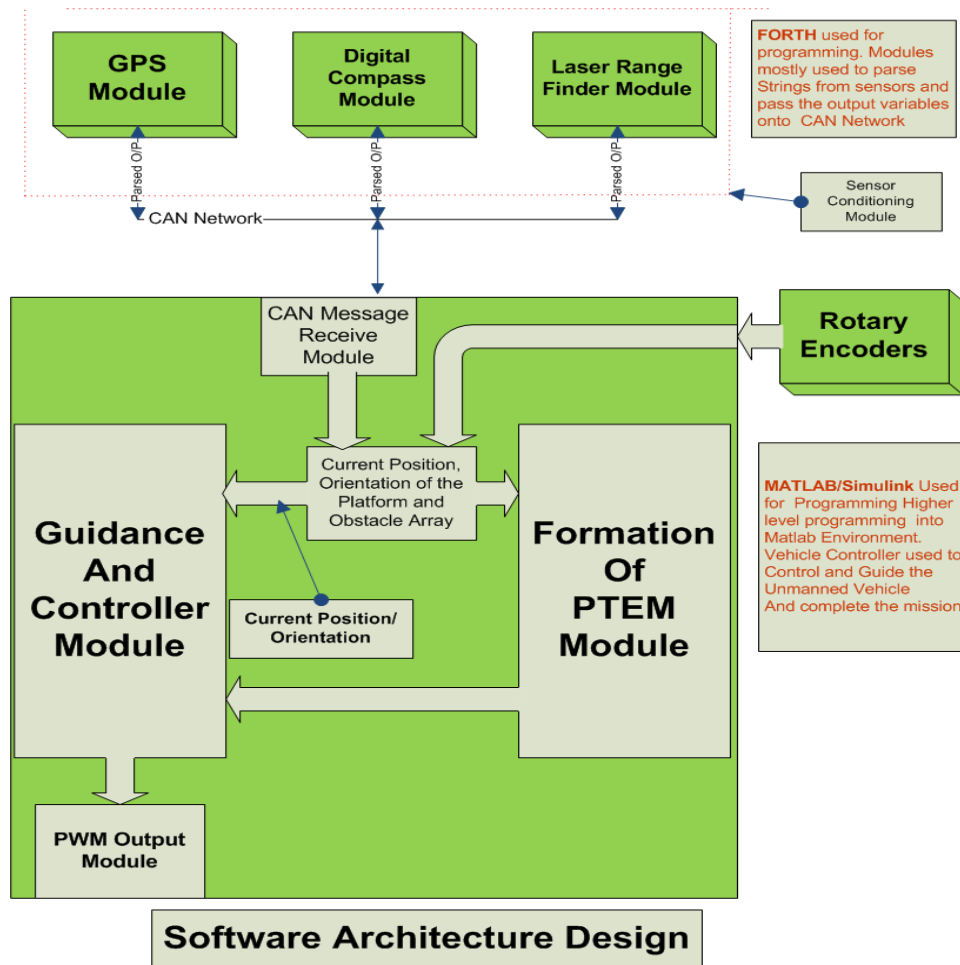 GPS
Module
Digital
Compass
Module
Laser Range
Finder Module
FORTH used for
programming. Modules
mostly used to parse
Strings from sensors and
pass the output variables
onto CAN Network
Parsed O/P
Parsed O/P
Parsed O/P
CAN Network
Sensor
Conditioning
Module
CAN Message
Receive
Module
Rotary
Encoders
Current Position,
Orientation of the
Platform and
Obstacle Array
Guidance
And
Controller
Module
Formation
Of
PTEM
Module
Current Position/
Orientation
MATLAB/Simulink Used
for Programming Higher
level programming into
Matlab Environment.
Vehicle Controller used to
Control and Guide the
Unmanned Vehicle
And complete the mission
PWM Output
Module
Software Architecture Design